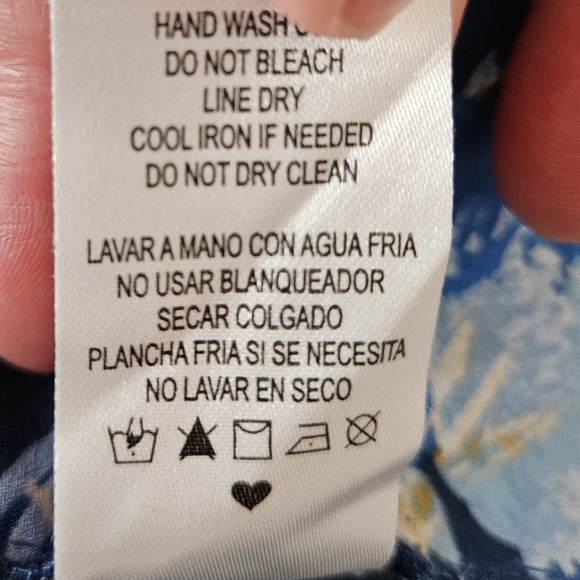 HAND WASH
DO NOT BLEACH
LINE DRY
COOL IRON IF NEEDED
DO NOT DRY CLEAN
LAVAR A MANO CON AGUA FRIA
NO USAR BLANQUEADOR
SECAR COLGADO
PLANCHA FRIA SI SE NECESITA
NO LAVAR EN SECO